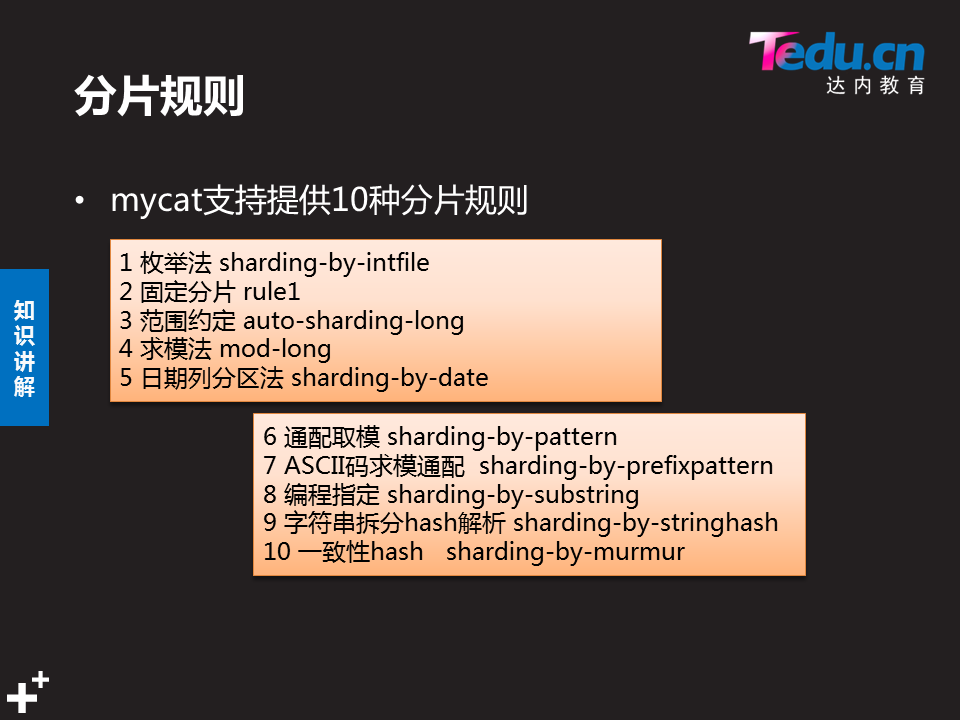 Tedu.cn
达内教育
分片规则
• mycat支持提供10种分片规则
1 枚举法 sharding-by-intfile
2 固定分片 rule1
3 范围约定 auto-sharding-long
4 求模法 mod-long
5 日期列分区法 sharding-by-date
知识讲解
6 通配取模 sharding-by-pattern
7 ASCII码求模通配 sharding-by-prefixpattern
8 编程指定 sharding-by-substring
9 字符串拆分hash解析 sharding-by-stringhash
10 一致性hash sharding-by-murmur